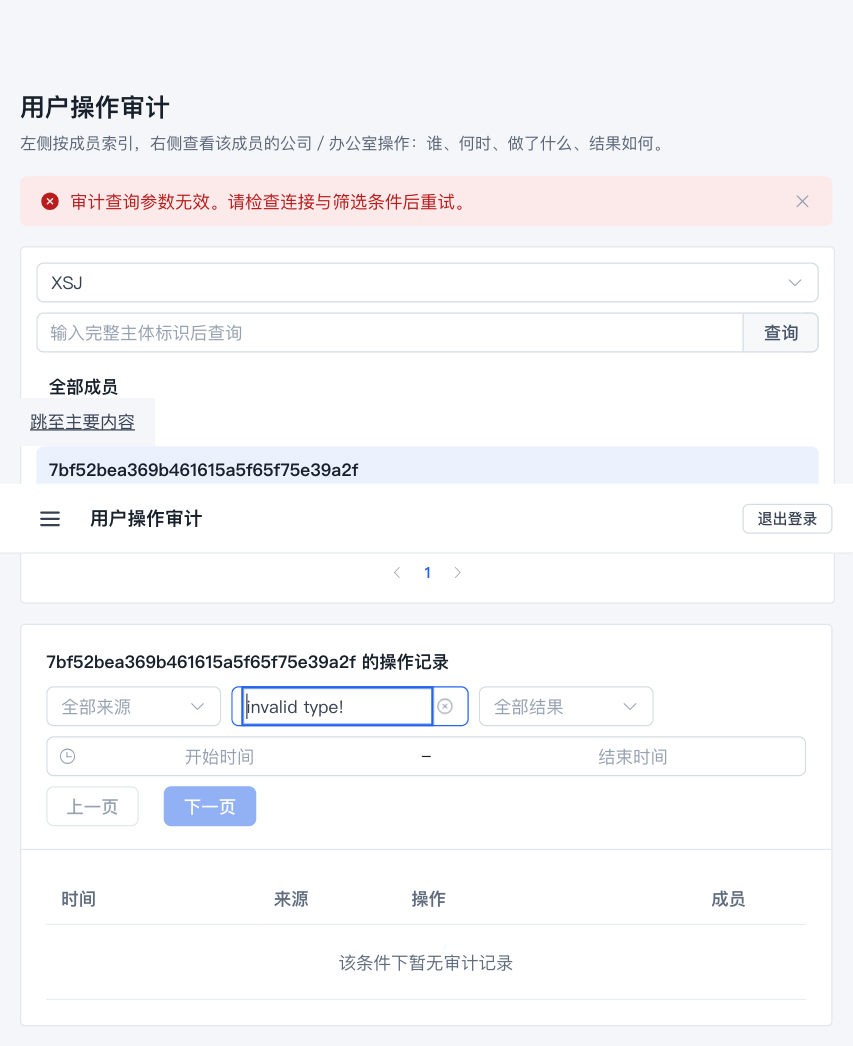 用户操作审计
左侧按成员索引，右侧查看该成员的公司 / 办公室操作：谁、何时、做了什么、结果如何。
审计查询参数无效。请检查连接与筛选条件后重试。
XSJ
输入完整主体标识后查询 查询
全部成员
跳至主要内容
7bf52bea369b461615a5f65f75e39a2f
用户操作审计 退出登录
1
7bf52bea369b461615a5f65f75e39a2f 的操作记录
全部来源 invalid type! 全部结果
开始时间 – 结束时间
上一页 下一页
时间 来源 操作 成员
该条件下暂无审计记录